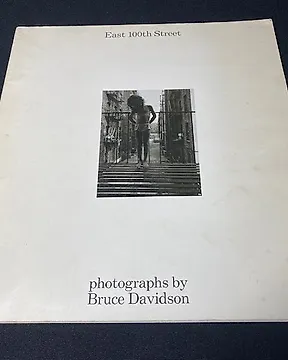 East 100th Street
photographs by
Bruce Davidson